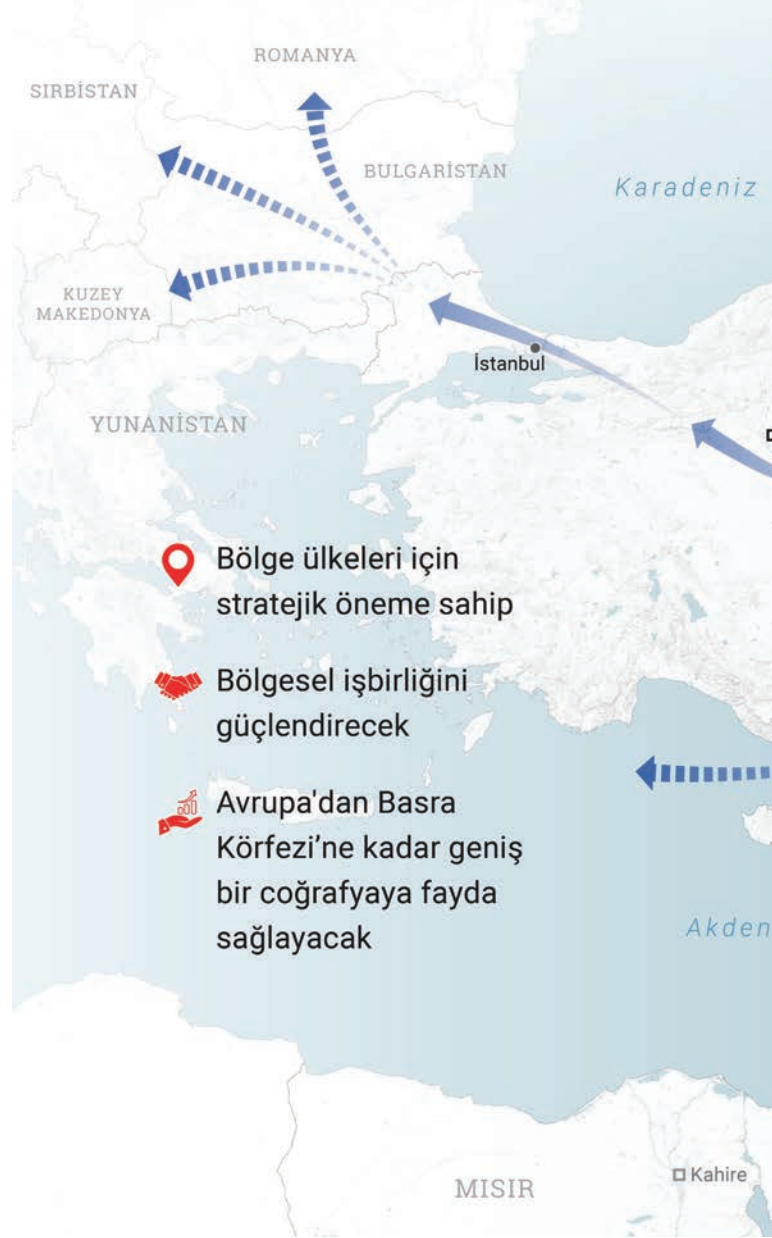 ROMANYA
SIRBİSTAN
BULGARİSTAN
Karadeniz
KUZEY
MAKEDONYA
İstanbul
YUNANİSTAN
Bölge ülkeleri için
stratejik öneme sahip
Bölgesel işbirliğini
güçlendirecek
Avrupa'dan Basra
Körfezi’ne kadar geniş
bir coğrafyaya fayda
sağlayacak
Akden
Kahire
MISIR